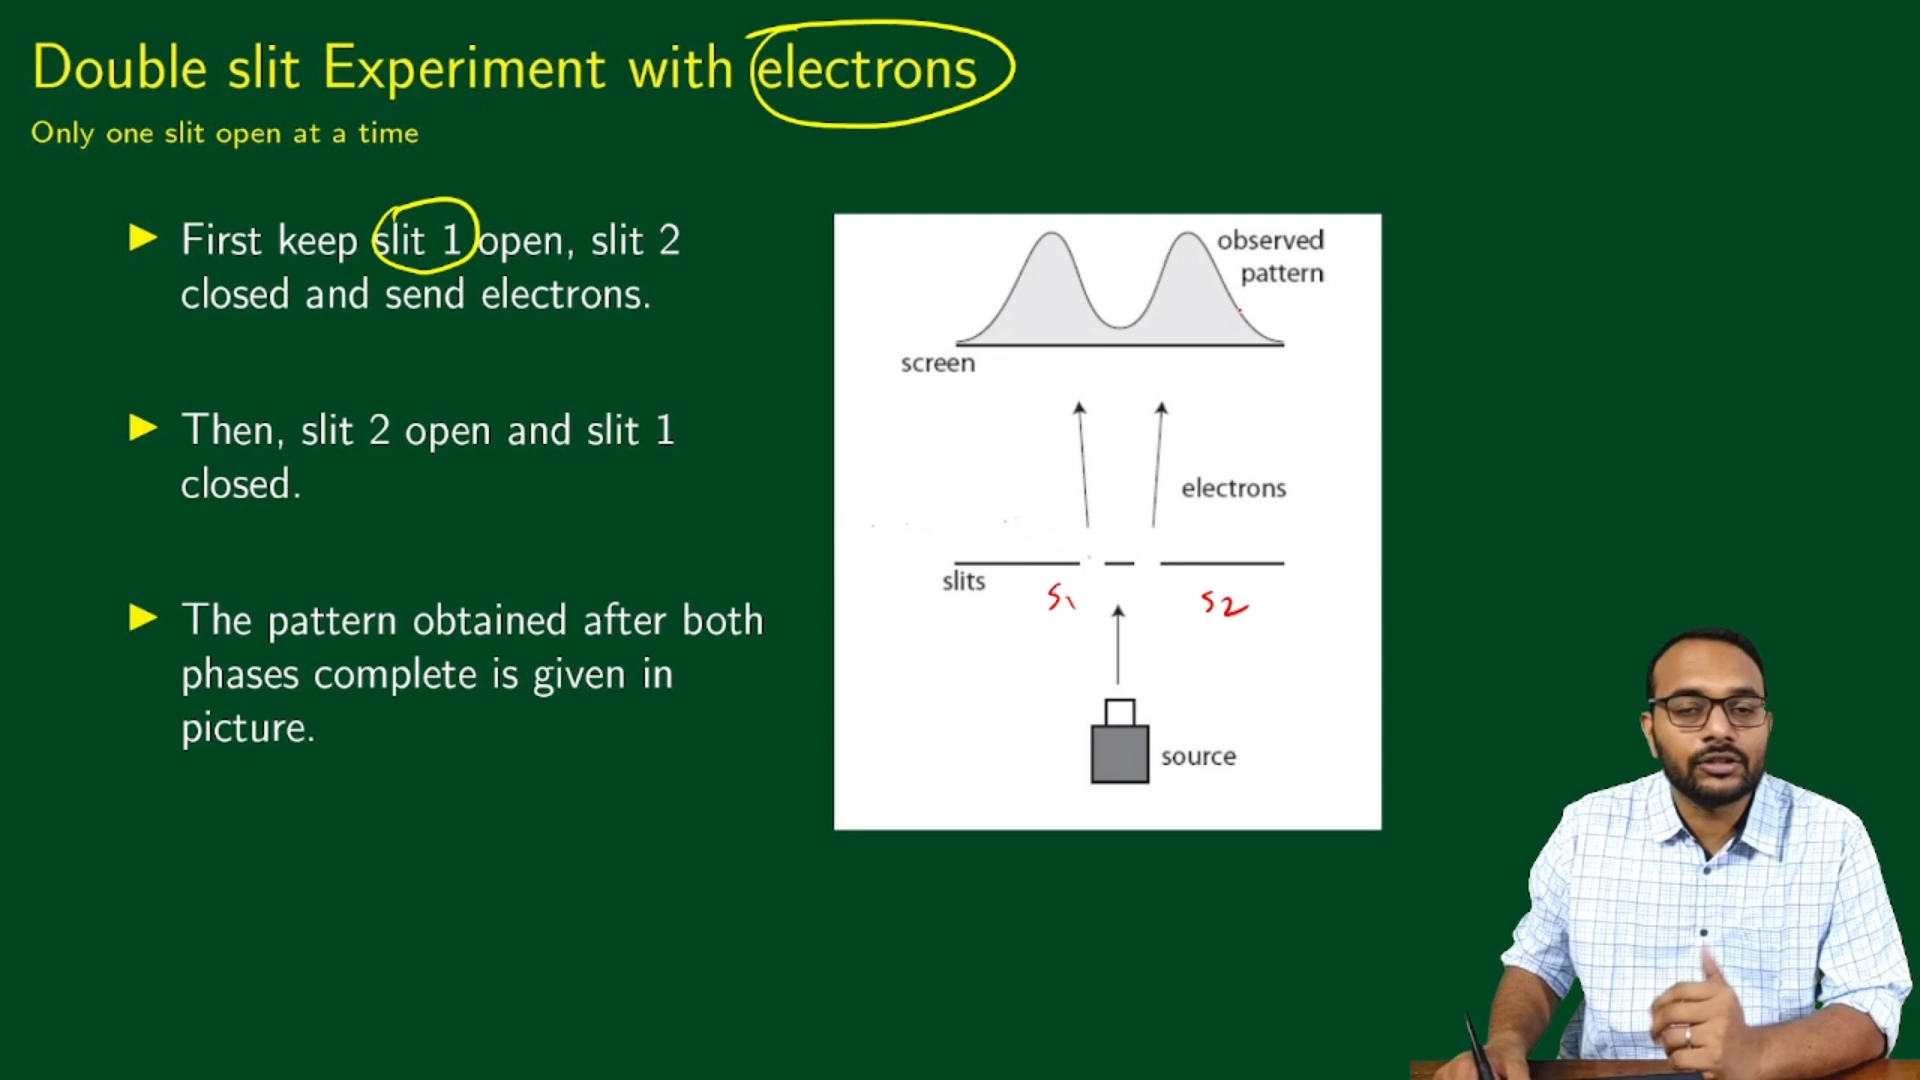 Double slit Experiment with electrons
Only one slit open at a time
First keep slit 1 open, slit 2
closed and send electrons.
Then, slit 2 open and slit 1
closed.
The pattern obtained after both
phases complete is given in
picture.
observed
pattern
screen
electrons
slits
S1
S2
source